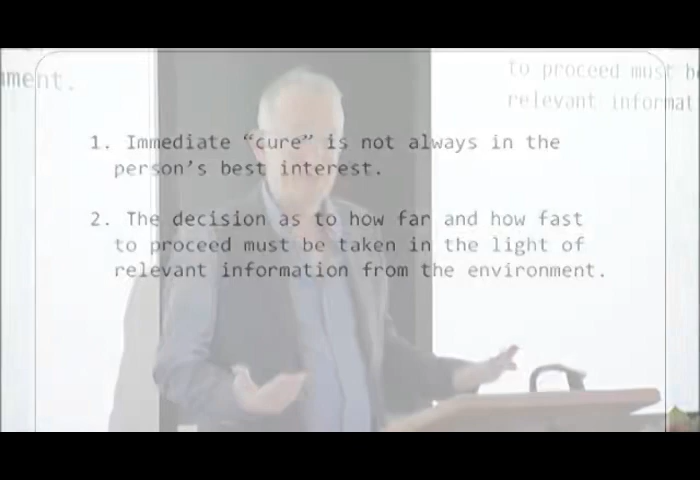 ument.
to proceed must be
relevant informat
1. Immediate “cure” is not always in the
person’s best interest.
2. The decision as to how far and how fast
to proceed must be taken in the light of
relevant information from the environment.